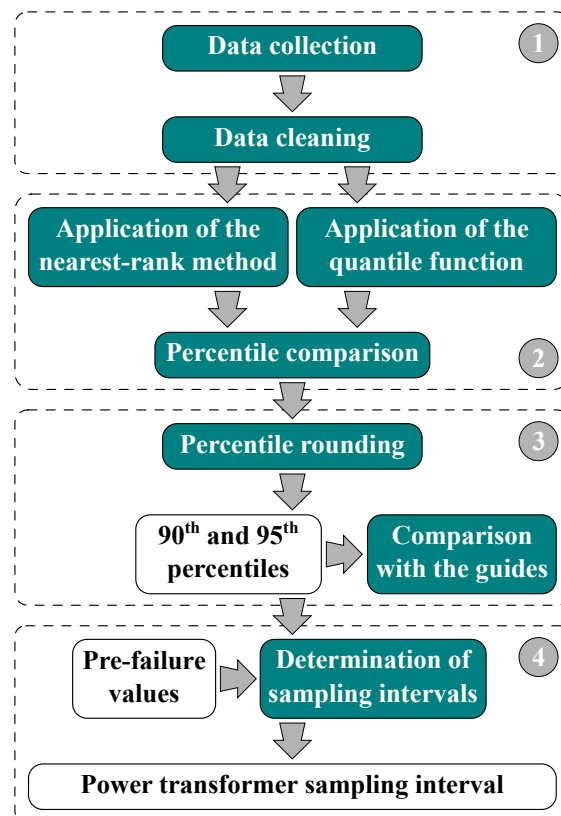 Data collection
1
Data cleaning
Application of the
nearest-rank method
Application of the
quantile function
Percentile comparison
2
Percentile rounding
3
90th and 95th
percentiles
Comparison
with the guides
Pre-failure
values
Determination of
sampling intervals
4
Power transformer sampling interval